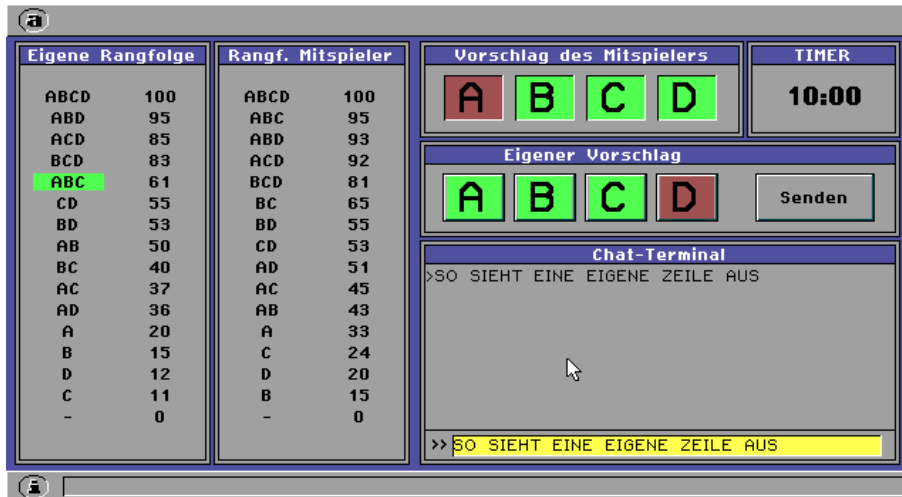 a
Eigene Rangfolge
ABCD 100
ABD 95
ACD 85
BCD 83
ABC 61
CD 55
BD 53
AB 50
BC 40
AC 37
AD 36
A 20
B 15
D 12
C 11
- 0
Rangf. Mitspieler
ABCD 100
ABC 95
ABD 93
ACD 92
BCD 81
BC 65
BD 55
CD 53
AD 51
AC 45
AB 43
A 33
C 24
D 20
B 15
- 0
Vorschlag des Mitspielers
A B C D
TIMER
10:00
Eigener Vorschlag
A B C D
Senden
Chat-Terminal
>SO SIEHT EINE EIGENE ZEILE AUS
>> SO SIEHT EINE EIGENE ZEILE AUS
i